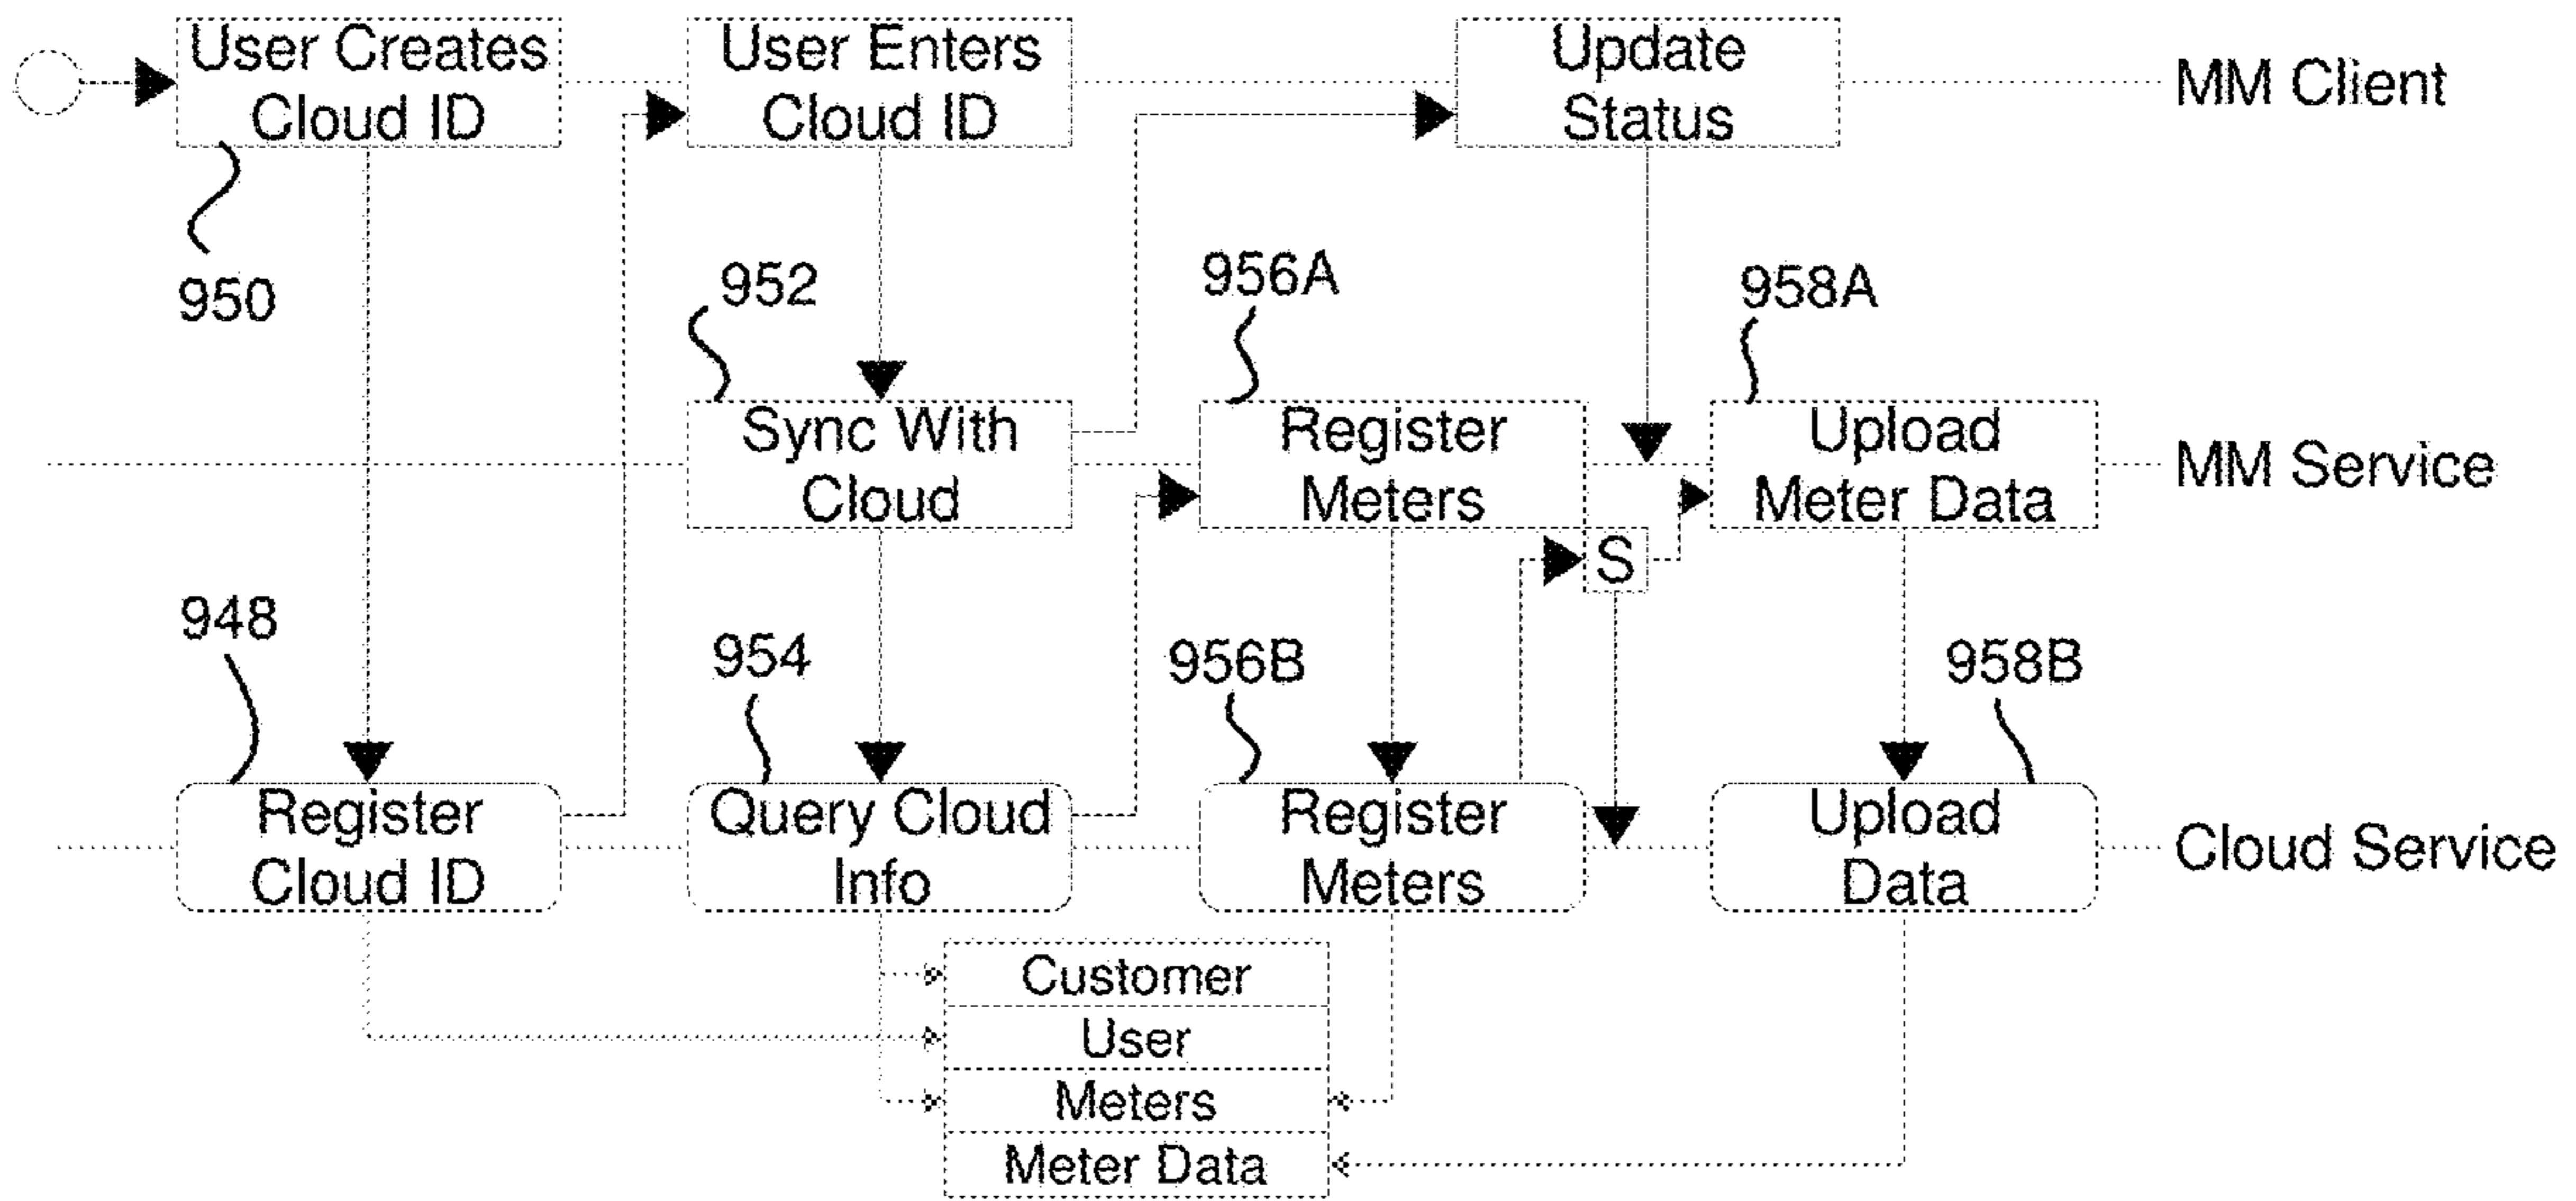 User Creates
Cloud ID
User Enters
Cloud ID
Update
Status
MM Client
950
952
956A
958A
Sync With
Cloud
Register
Meters
Upload
Meter Data
MM Service
S
948
954
956B
958B
Register
Cloud ID
Query Cloud
Info
Register
Meters
Upload
Data
Cloud Service
Customer
User
Meters
Meter Data